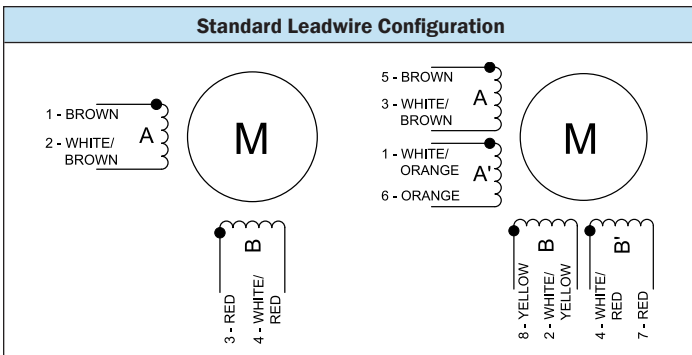 Standard Leadwire Configuration
1 - BROWN
2 - WHITE/
BROWN
A
M
B
3 - RED
4 - WHITE/
RED
5 - BROWN
3 - WHITE/
BROWN
A
1 - WHITE/
ORANGE
6 - ORANGE
A'
M
B
B'
8 - YELLOW
2 - WHITE/
YELLOW
4 - WHITE/
RED
7 - RED